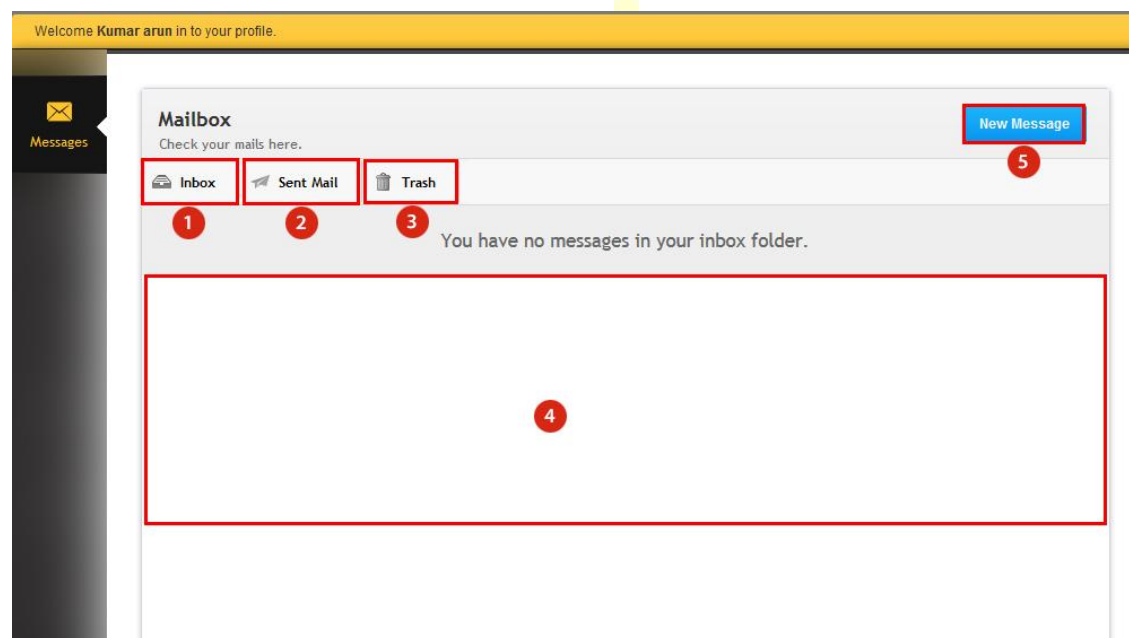 Welcome Kumar arun in to your profile.
Messages
Mailbox
Check your mails here.
New Message
5
Inbox
Sent Mail
Trash
1
2
3
You have no messages in your inbox folder.
4